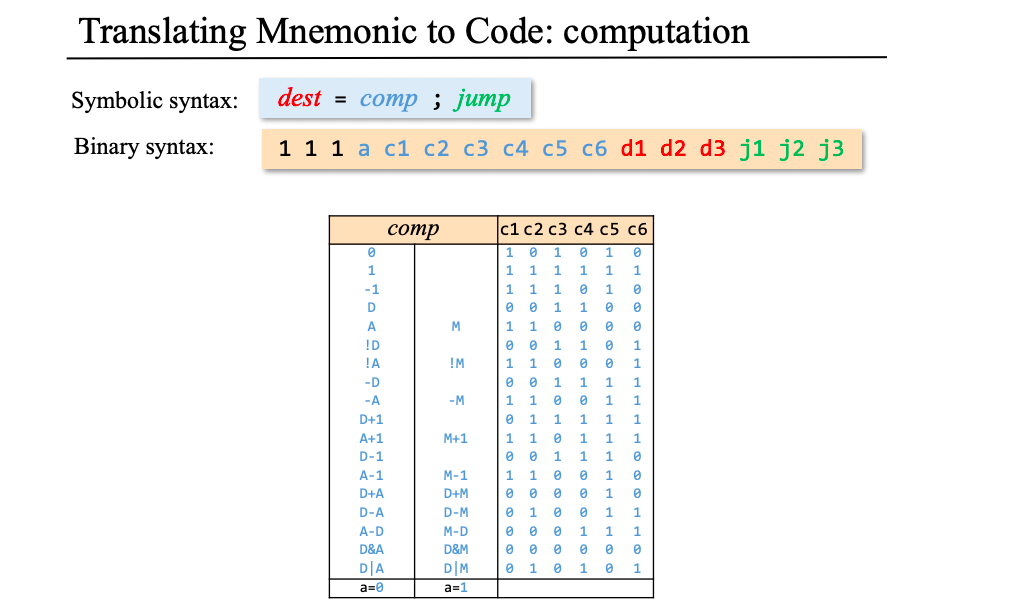 Translating Mnemonic to Code: computation
Symbolic syntax: dest = comp ; jump
Binary syntax: 1 1 1 a c1 c2 c3 c4 c5 c6 d1 d2 d3 j1 j2 j3
comp c1 c2 c3 c4 c5 c6
0 1 0 1 0 1 0
1 1 1 1 1 1 1
-1 1 1 1 0 1 0
D 0 0 1 1 0 0
A M 1 1 0 0 0 0
!D 0 0 1 1 0 1
!A !M 1 1 0 0 0 1
-D 0 0 1 1 1 1
-A -M 1 1 0 0 1 1
D+1 0 1 1 1 1 1
A+1 M+1 1 1 0 1 1 1
D-1 0 0 1 1 1 0
A-1 M-1 1 1 0 0 1 0
D+A D+M 0 0 0 0 1 0
D-A D-M 0 1 0 0 1 1
A-D M-D 0 0 0 1 1 1
D&A D&M 0 0 0 0 0 0
D|A D|M 0 1 0 1 0 1
a=0 a=1